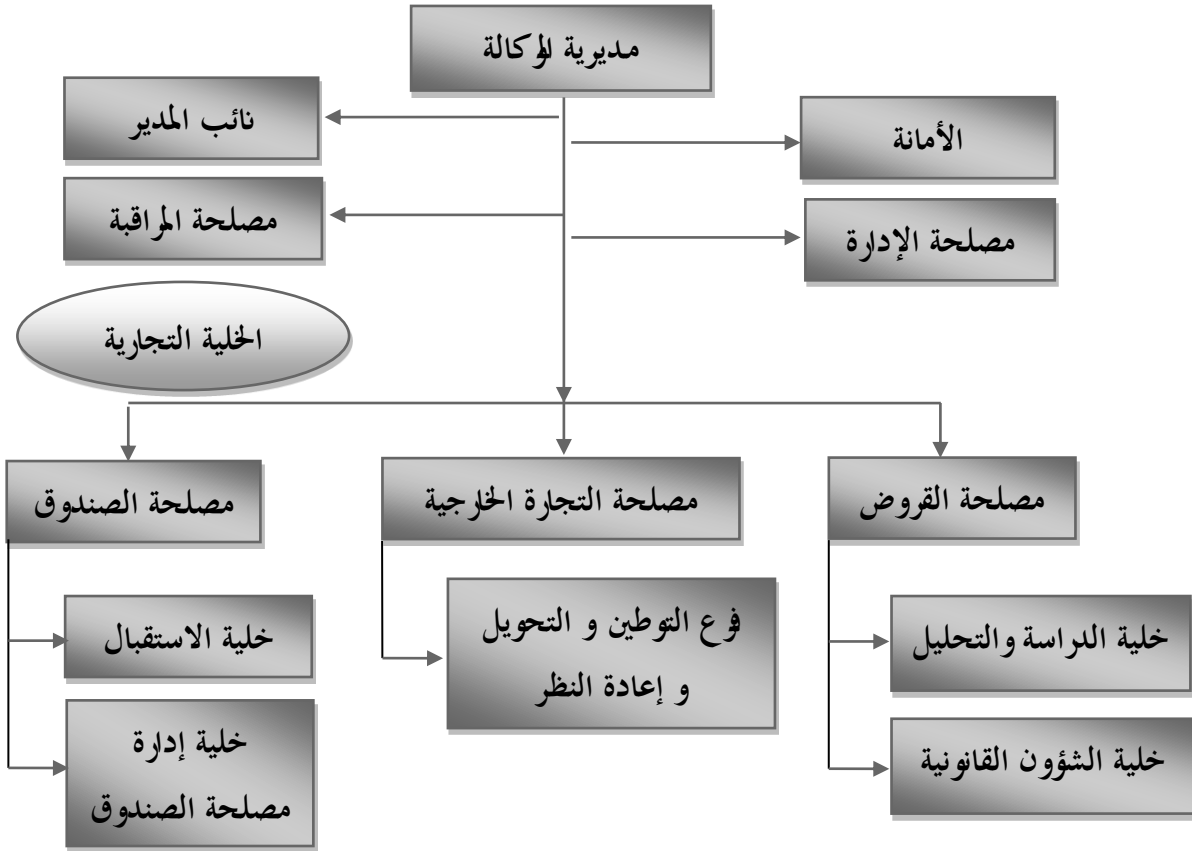 مديرية الوكالة
الأمانة
نائب المدير
مصلحة الإدارة
مصلحة المراقبة
الخلية التجارية
مصلحة القروض
مصلحة التجارة الخارجية
مصلحة الصندوق
خلية الدراسة والتحليل
فرع التوطين و التحويل
و إعادة النظر
خلية الاستقبال
خلية الشؤون القانونية
خلية إدارة
مصلحة الصندوق